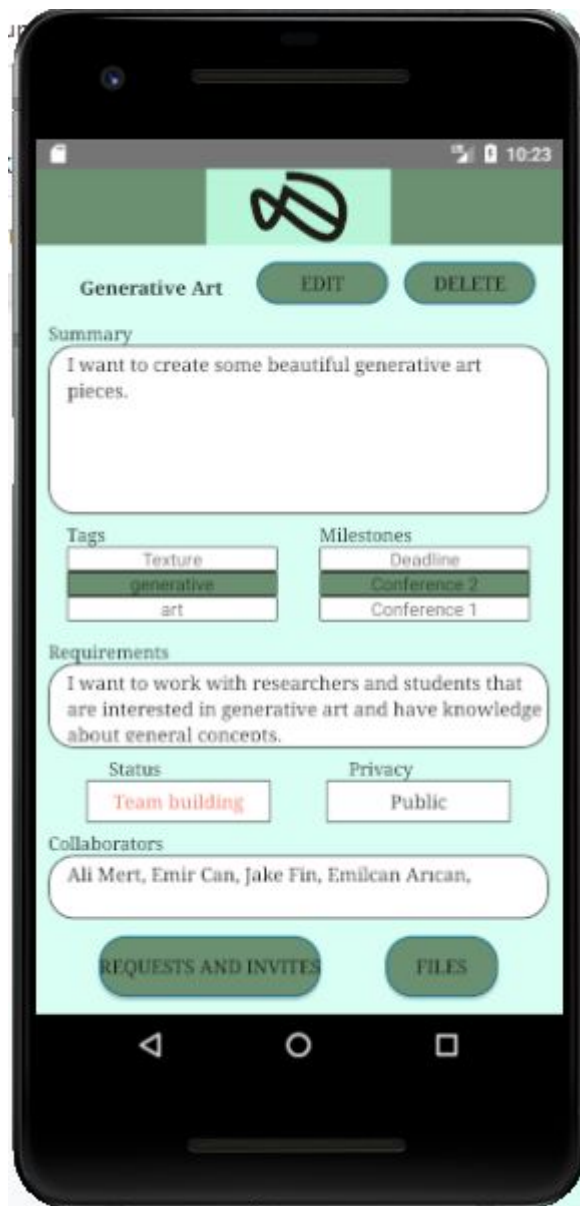 10:23
Generative Art EDIT DELETE
Summary
I want to create some beautiful generative art
pieces.
Tags Milestones
Texture Deadline
generative Conference 2
art Conference 1
Requirements
I want to work with researchers and students that
are interested in generative art and have knowledge
about general concepts.
Status Privacy
Team building Public
Collaborators
Ali Mert, Emir Can, Jake Fin, Emilcan Arıcan,
REQUESTS AND INVITES FILES